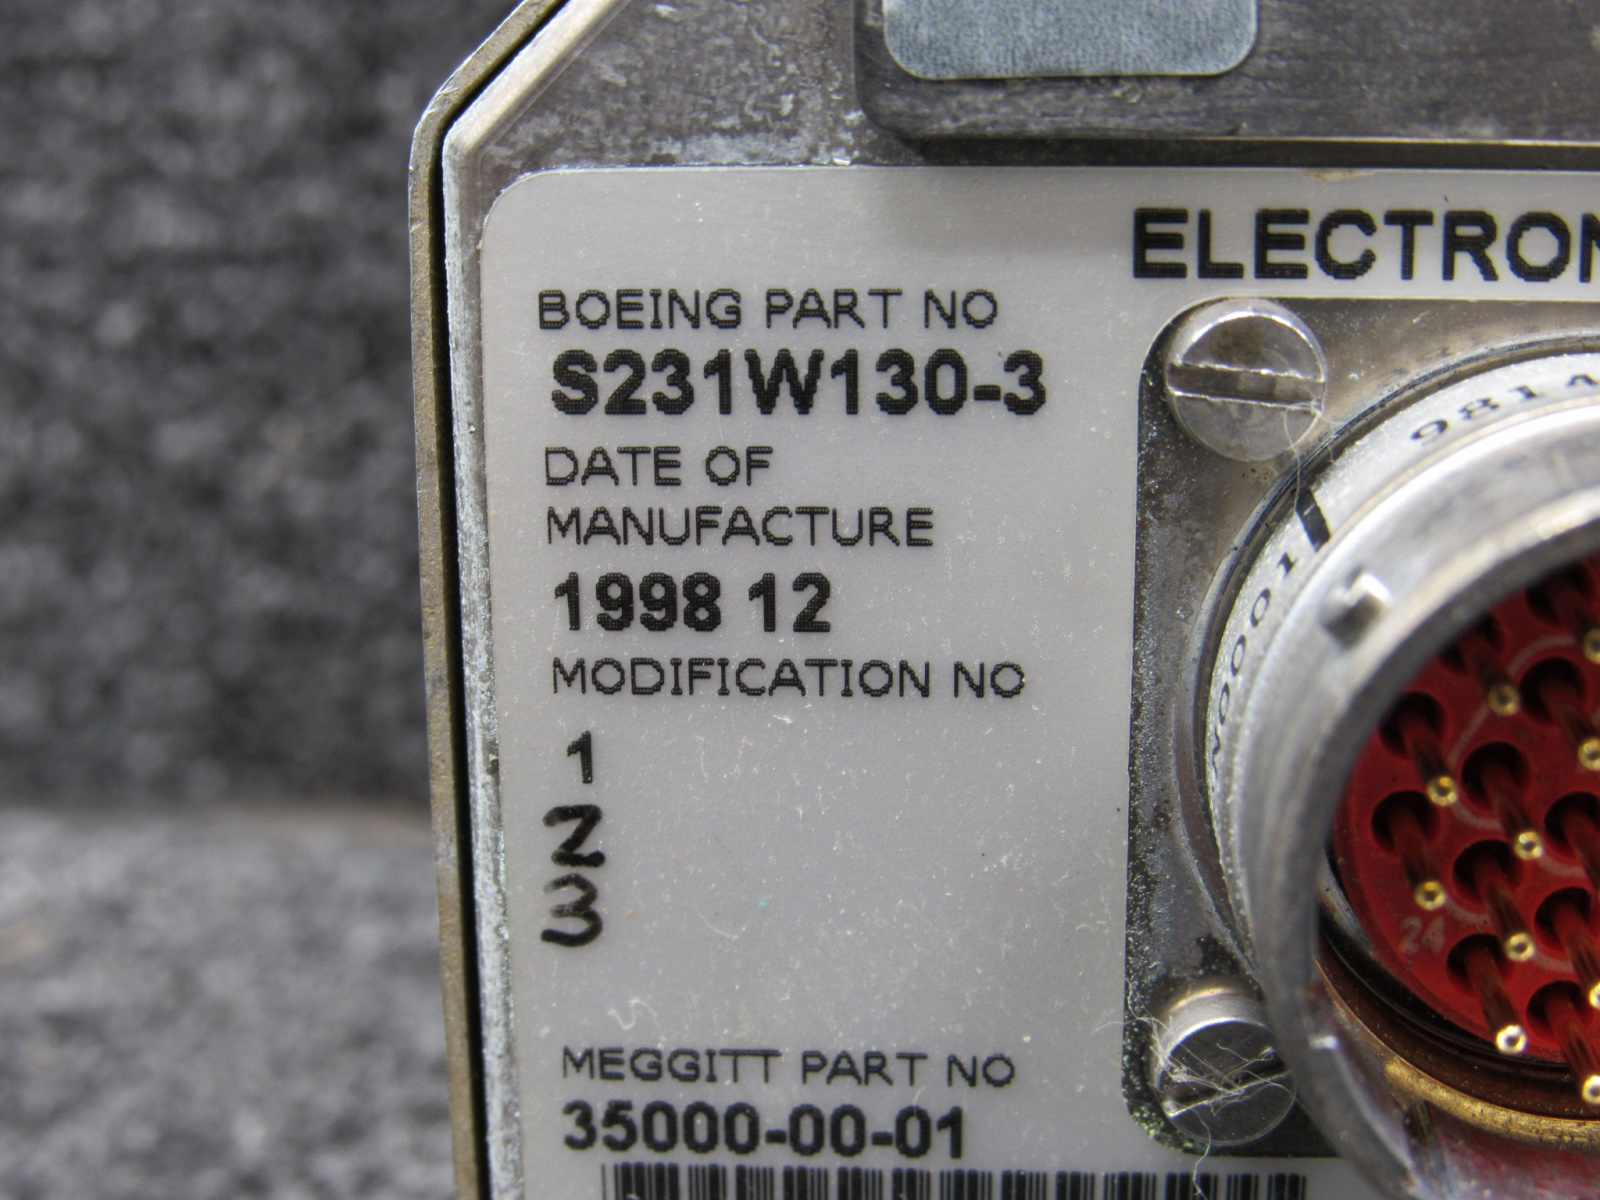 ELECTRON
BOEING PART NO
S231W130-3
DATE OF
MANUFACTURE
1998 12
MODIFICATION NO
1
2
3
MEGGITT PART NO
35000-00-01
24